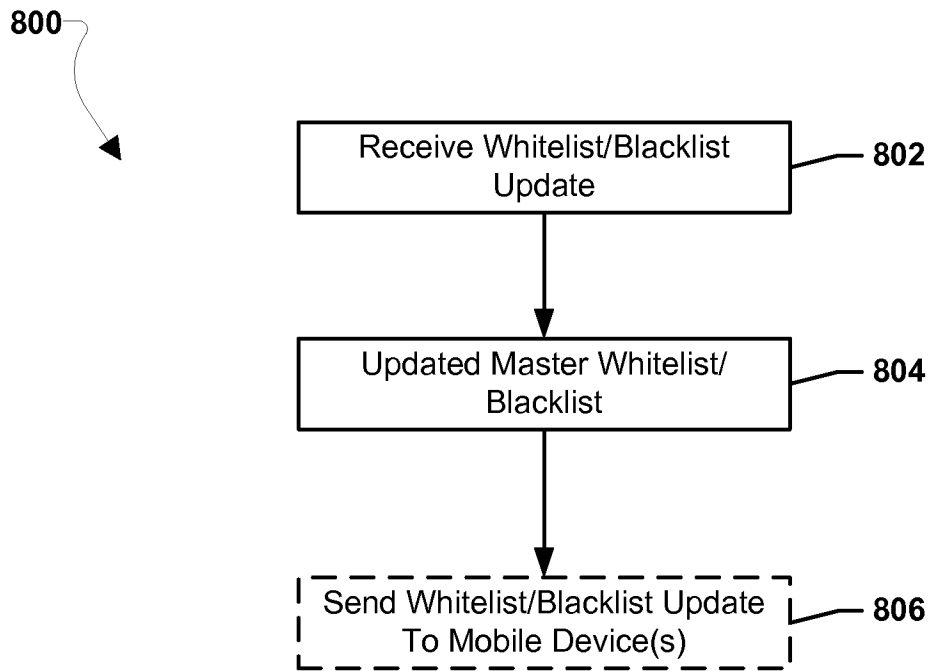 800
Receive Whitelist/Blacklist
Update
802
Updated Master Whitelist/
Blacklist
804
Send Whitelist/Blacklist Update
To Mobile Device(s)
806